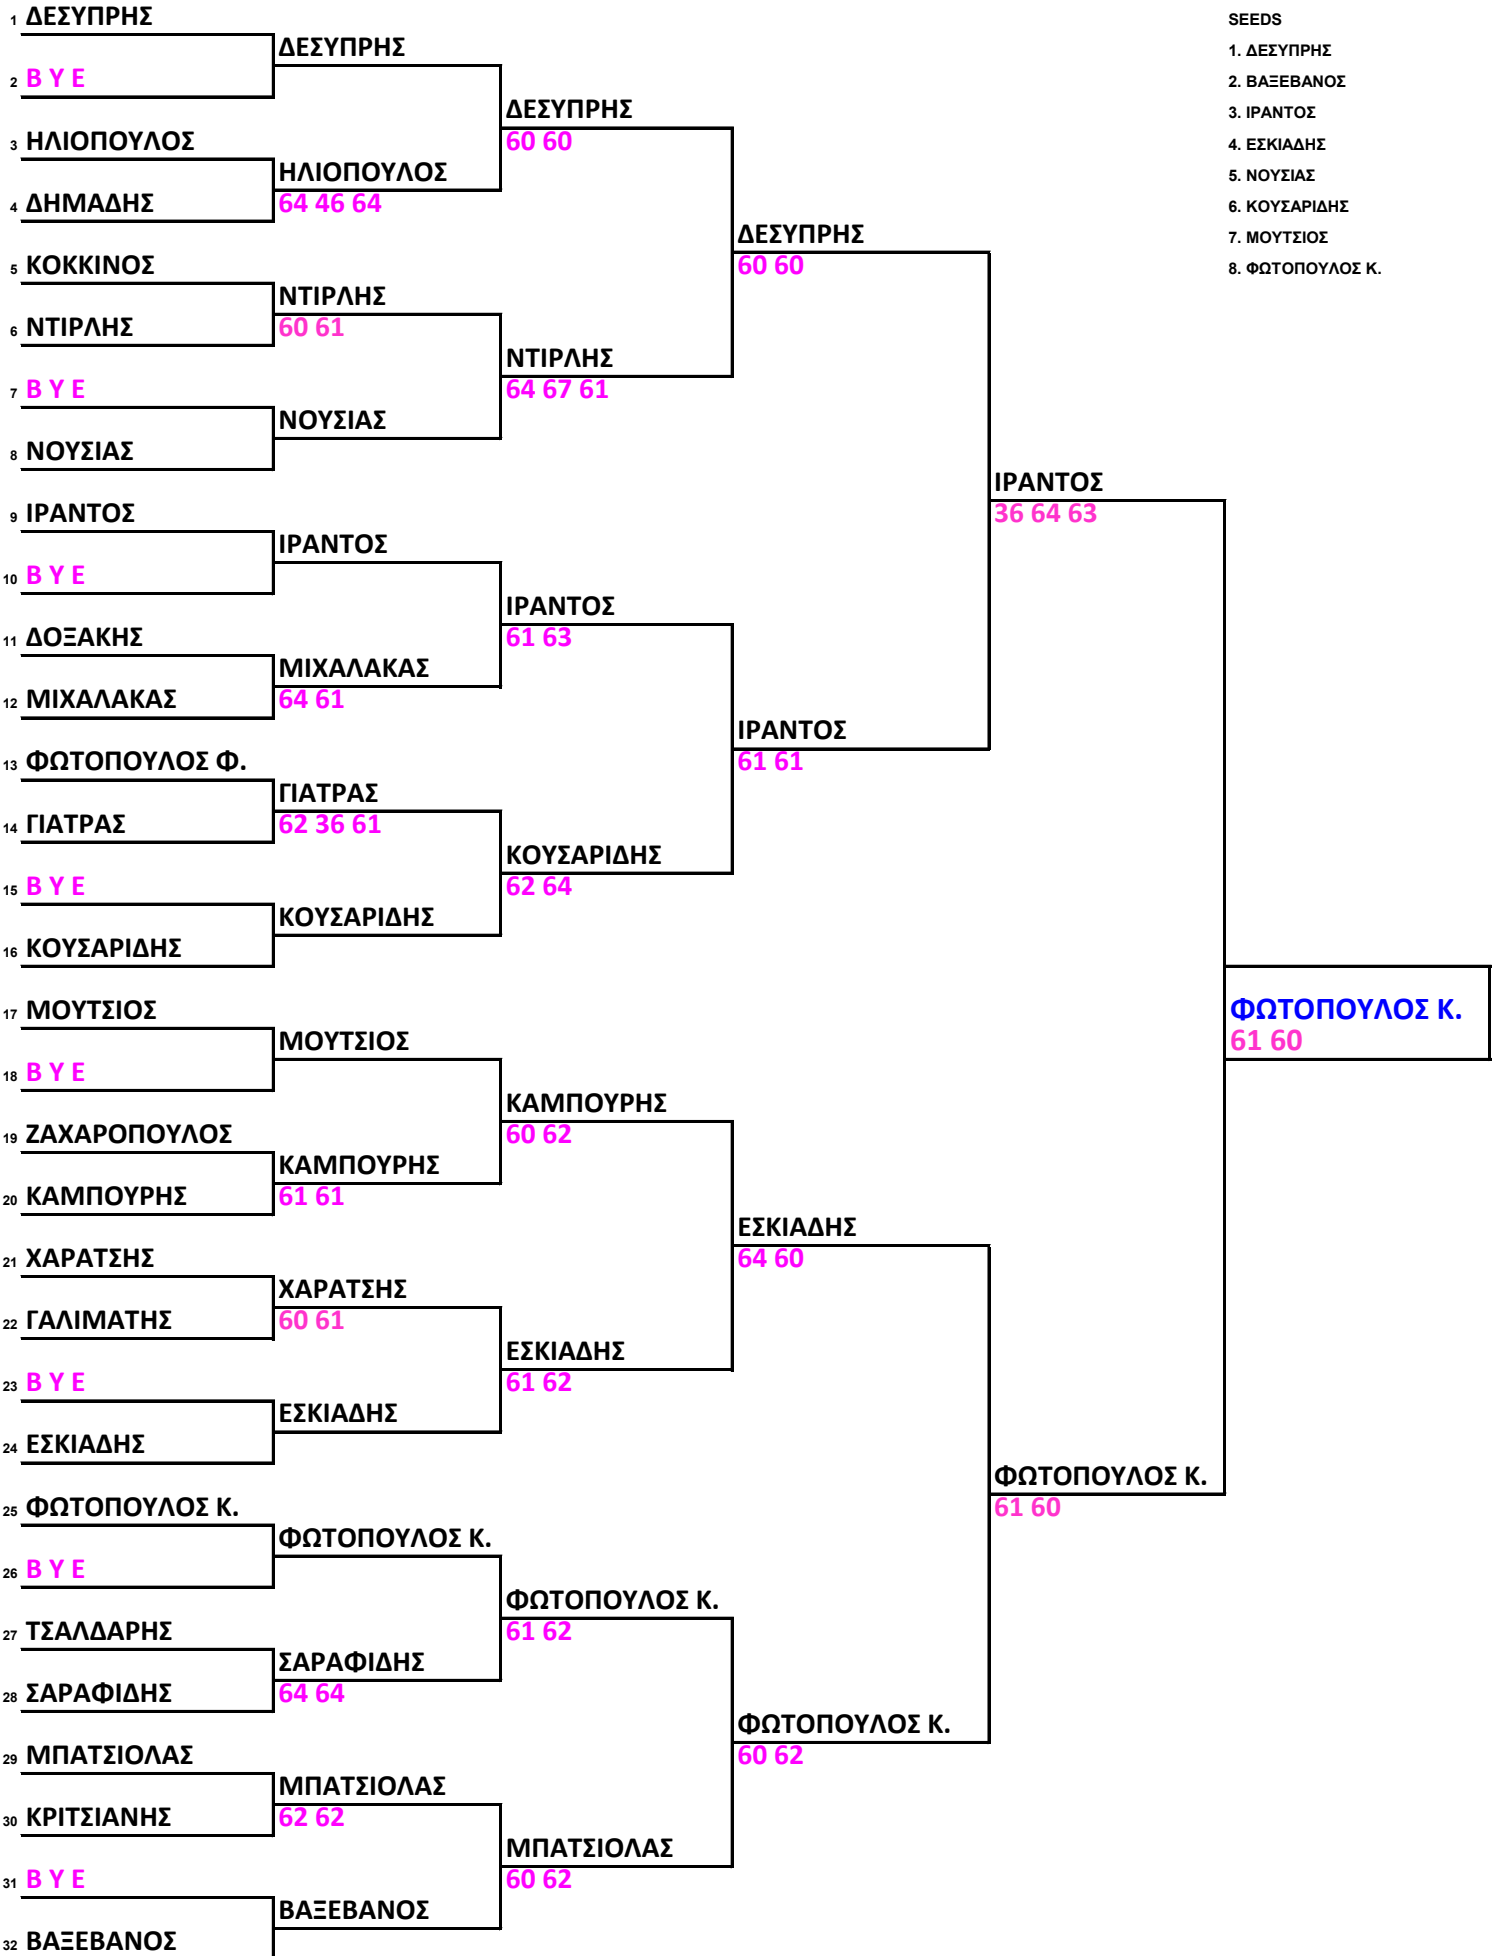 1 ΔΕΣΥΠΡΗΣ
2 B Y E
3 ΗΛΙΟΠΟΥΛΟΣ
4 ΔΗΜΑΔΗΣ
5 ΚΟΚΚΙΝΟΣ
6 ΝΤΙΡΛΗΣ
7 B Y E
8 ΝΟΥΣΙΑΣ
9 ΙΡΑΝΤΟΣ
10 B Y E
11 ΔΟΞΑΚΗΣ
12 ΜΙΧΑΛΑΚΑΣ
13 ΦΩΤΟΠΟΥΛΟΣ Φ.
14 ΓΙΑΤΡΑΣ
15 B Y E
16 ΚΟΥΣΑΡΙΔΗΣ
17 ΜΟΥΤΣΙΟΣ
18 B Y E
19 ΖΑΧΑΡΟΠΟΥΛΟΣ
20 ΚΑΜΠΟΥΡΗΣ
21 ΧΑΡΑΤΣΗΣ
22 ΓΑΛΙΜΑΤΗΣ
23 B Y E
24 ΕΣΚΙΑΔΗΣ
25 ΦΩΤΟΠΟΥΛΟΣ Κ.
26 B Y E
27 ΤΣΑΛΔΑΡΗΣ
28 ΣΑΡΑΦΙΔΗΣ
29 ΜΠΑΤΣΙΟΛΑΣ
30 ΚΡΙΤΣΙΑΝΗΣ
31 B Y E
32 ΒΑΞΕΒΑΝΟΣ
ΔΕΣΥΠΡΗΣ
ΗΛΙΟΠΟΥΛΟΣ
64 46 64
ΝΤΙΡΛΗΣ
60 61
ΝΟΥΣΙΑΣ
ΙΡΑΝΤΟΣ
ΜΙΧΑΛΑΚΑΣ
64 61
ΓΙΑΤΡΑΣ
62 36 61
ΚΟΥΣΑΡΙΔΗΣ
ΜΟΥΤΣΙΟΣ
ΚΑΜΠΟΥΡΗΣ
61 61
ΧΑΡΑΤΣΗΣ
60 61
ΕΣΚΙΑΔΗΣ
ΦΩΤΟΠΟΥΛΟΣ Κ.
ΣΑΡΑΦΙΔΗΣ
64 64
ΜΠΑΤΣΙΟΛΑΣ
62 62
ΒΑΞΕΒΑΝΟΣ
ΔΕΣΥΠΡΗΣ
60 60
ΝΤΙΡΛΗΣ
64 67 61
ΙΡΑΝΤΟΣ
61 63
ΚΟΥΣΑΡΙΔΗΣ
62 64
ΚΑΜΠΟΥΡΗΣ
60 62
ΕΣΚΙΑΔΗΣ
61 62
ΦΩΤΟΠΟΥΛΟΣ Κ.
61 62
ΜΠΑΤΣΙΟΛΑΣ
60 62
ΔΕΣΥΠΡΗΣ
60 60
ΙΡΑΝΤΟΣ
61 61
ΕΣΚΙΑΔΗΣ
64 60
ΦΩΤΟΠΟΥΛΟΣ Κ.
60 62
ΙΡΑΝΤΟΣ
36 64 63
ΦΩΤΟΠΟΥΛΟΣ Κ.
61 60
ΦΩΤΟΠΟΥΛΟΣ Κ.
61 60
SEEDS
1. ΔΕΣΥΠΡΗΣ
2. ΒΑΞΕΒΑΝΟΣ
3. ΙΡΑΝΤΟΣ
4. ΕΣΚΙΑΔΗΣ
5. ΝΟΥΣΙΑΣ
6. ΚΟΥΣΑΡΙΔΗΣ
7. ΜΟΥΤΣΙΟΣ
8. ΦΩΤΟΠΟΥΛΟΣ Κ.